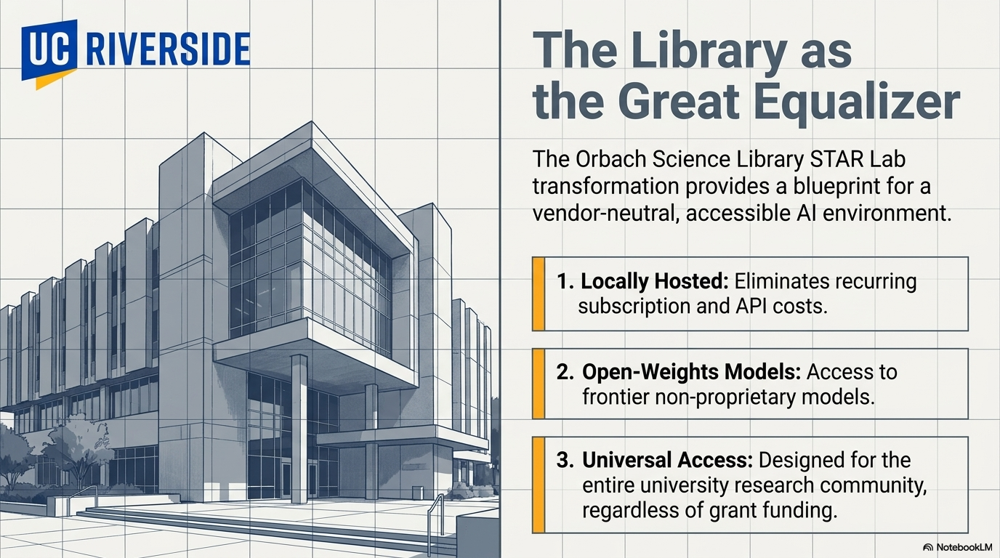 UC RIVERSIDE
The Library as
the Great Equalizer
The Orbach Science Library STAR Lab
transformation provides a blueprint for a
vendor-neutral, accessible AI environment.
1. Locally Hosted: Eliminates recurring
subscription and API costs.
2. Open-Weights Models: Access to
frontier non-proprietary models.
3. Universal Access: Designed for the
entire university research community,
regardless of grant funding.
NotebookLM